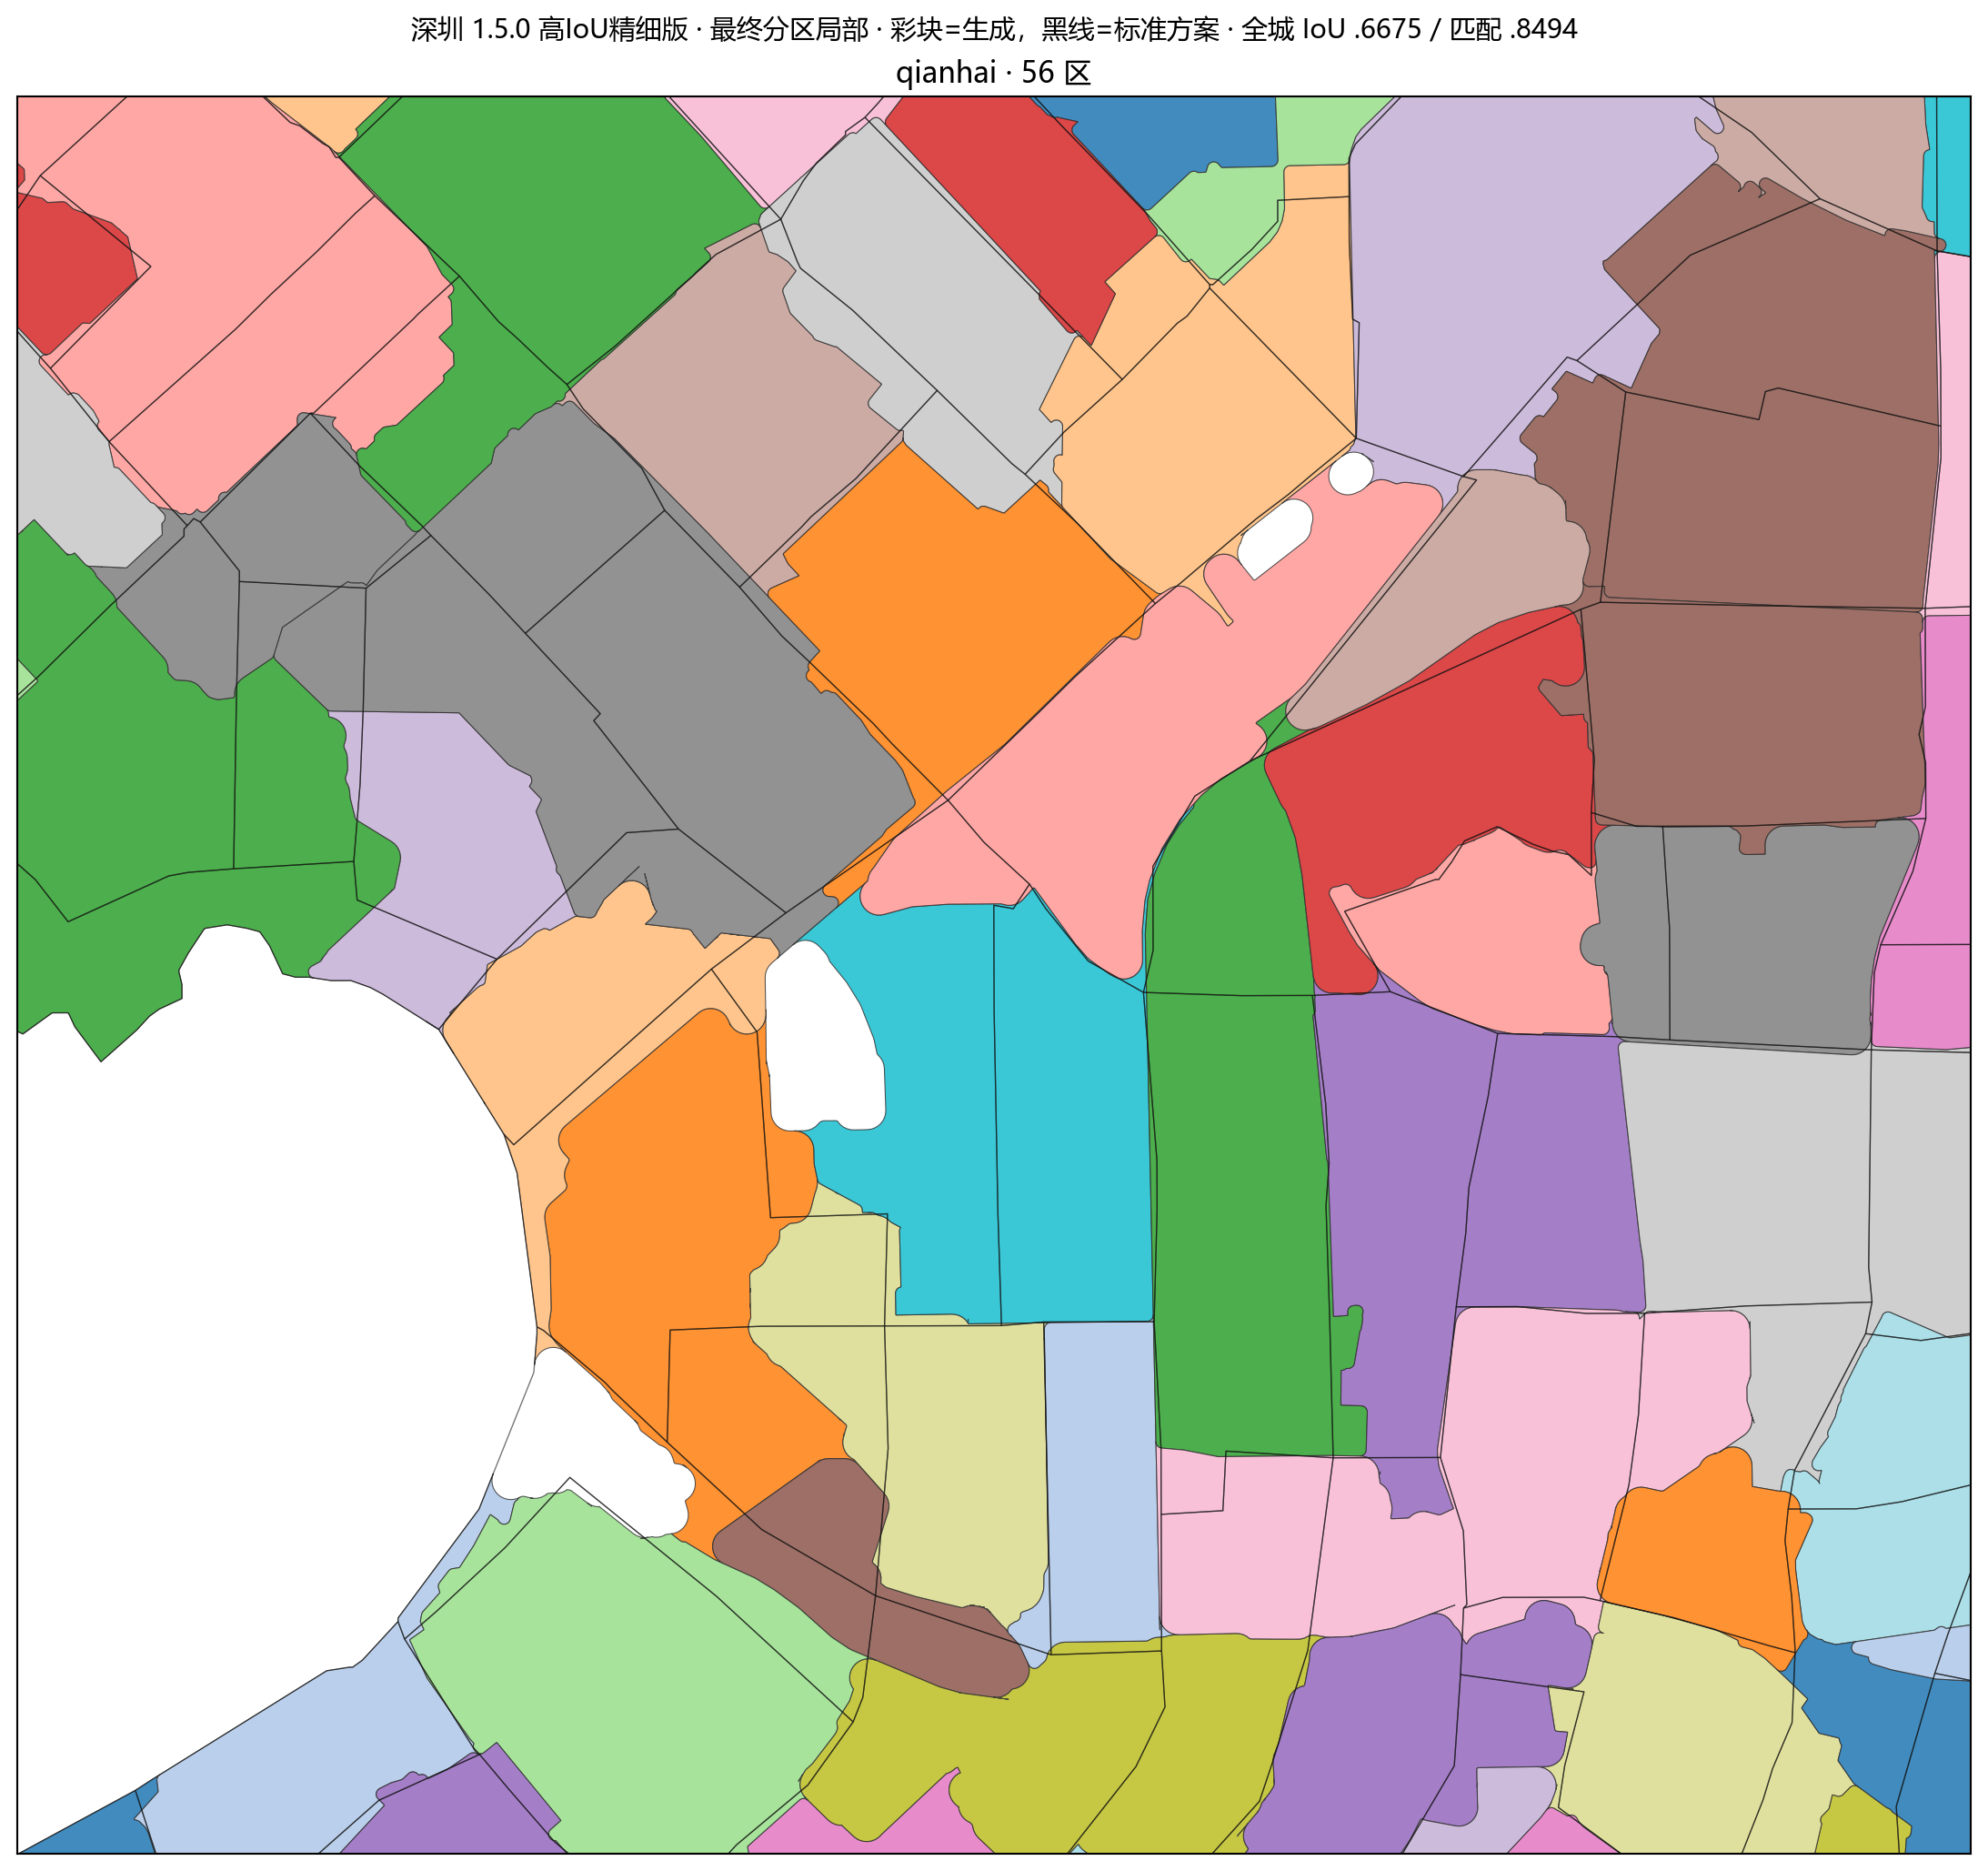 深圳 1.5.0 高IoU精细版 · 最终分区局部 · 彩块=生成，黑线=标准方案 · 全城 IoU .6675 / 匹配 .8494
qianhai · 56 区